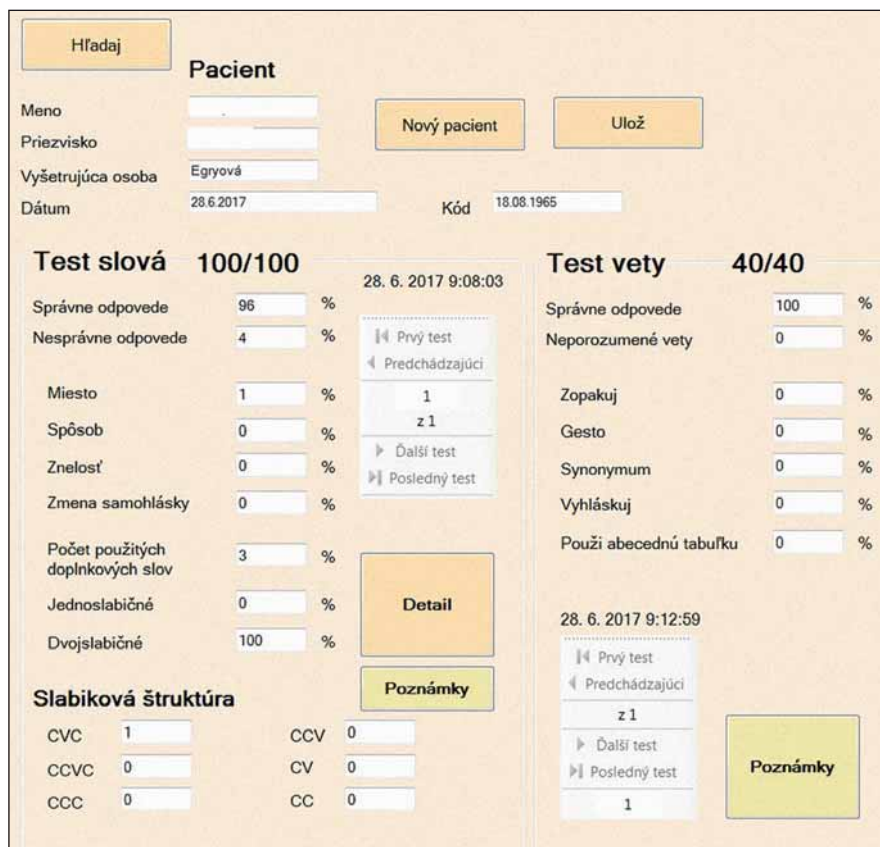 Hľadaj
Pacient
Meno
Priezvisko
Nový pacient
Ulož
Vyšetrujúca osoba Egryová
Dátum 28.6.2017 Kód 18.08.1965
Test slová 100/100
28. 6. 2017 9:08:03
Správne odpovede 96 %
Nesprávne odpovede 4 %
Prvý test
Predchádzajúci
1
z 1
Ďalší test
Posledný test
Miesto 1 %
Spôsob 0 %
Znelosť 0 %
Zmena samohlásky 0 %
Počet použitých
doplnkových slov 3 %
Jednoslabičné 0 %
Dvojslabičné 100 %
Detail
Poznámky
Slabiková štruktúra
CVC 1 CCV 0
CCVC 0 CV 0
CCC 0 CC 0
Test vety 40/40
Správne odpovede 100 %
Neporozumené vety 0 %
Zopakuj 0 %
Gesto 0 %
Synonymum 0 %
Vyhláskuj 0 %
Použi abecednú tabuľku 0 %
28. 6. 2017 9:12:59
Prvý test
Predchádzajúci
z 1
Ďalší test
Posledný test
1
Poznámky